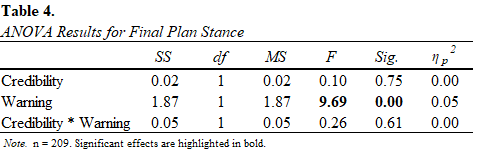 Table 4.
ANOVA Results for Final Plan Stance
SS df MS F Sig. η p 2
Credibility 0.02 1 0.02 0.10 0.75 0.00
Warning 1.87 1 1.87 9.69 0.00 0.05
Credibility * Warning 0.05 1 0.05 0.26 0.61 0.00
Note. n = 209. Significant effects are highlighted in bold.